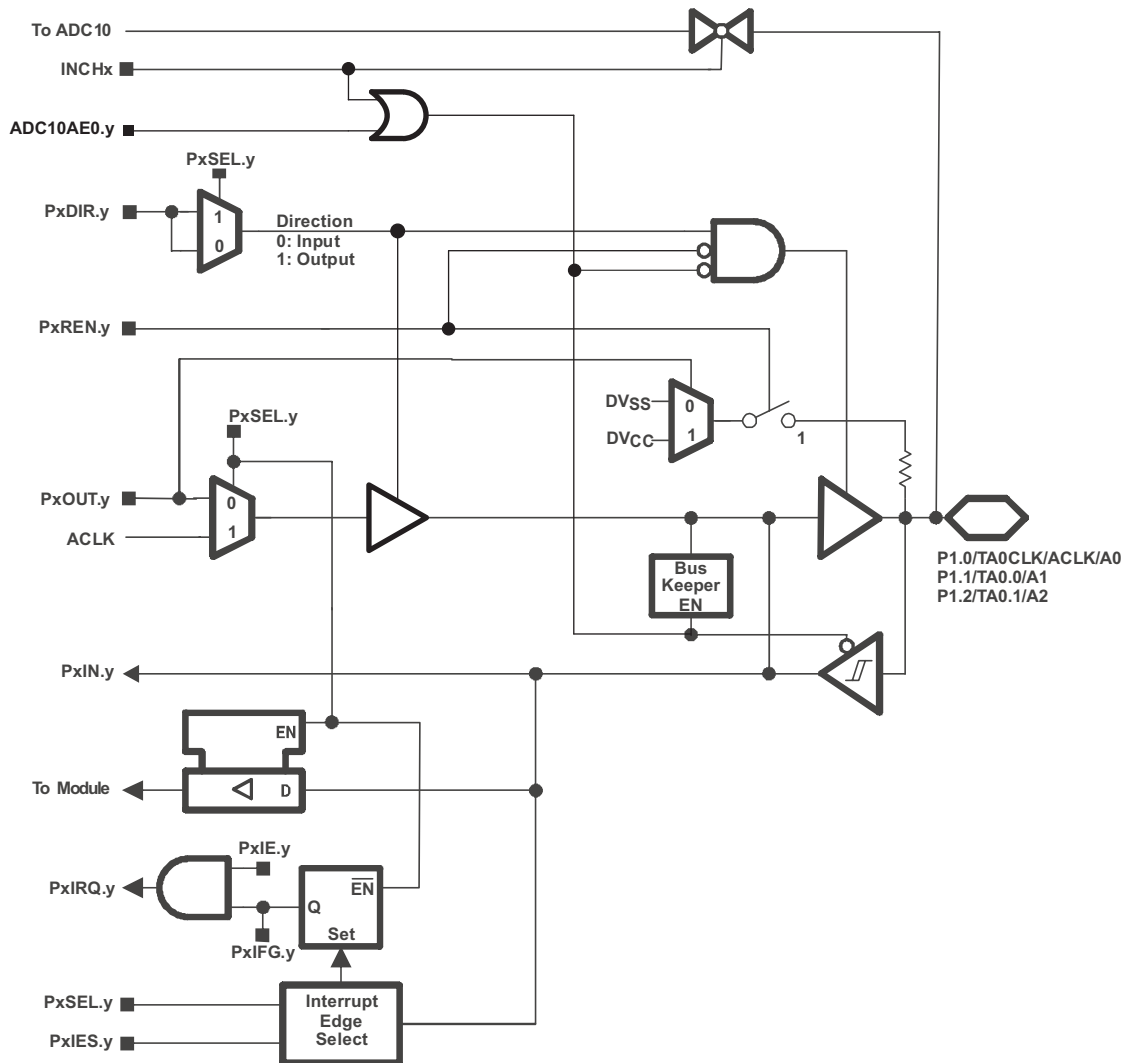 To ADC10
INCHx
ADC10AE0.y
PxSEL.y
PxDIR.y
1
0
Direction
0: Input
1: Output
PxREN.y
DVSS
0
DVCC
1
1
PxSEL.y
PxOUT.y
0
ACLK
1
Bus
Keeper
EN
P1.0/TA0CLK/ACLK/A0
P1.1/TA0.0/A1
P1.2/TA0.1/A2
PxIN.y
EN
To Module
D
PxIE.y
PxIRQ.y
EN
Q
Set
PxIFG.y
PxSEL.y
PxIES.y
Interrupt
Edge
Select